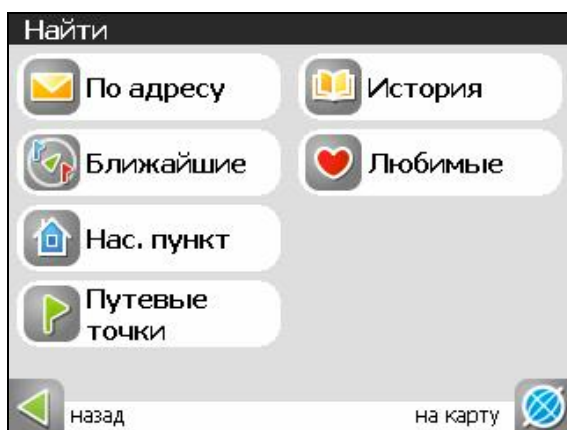 Найти
По адресу
История
Ближайшие
Любимые
Нас. пункт
Путевые
точки
назад
на карту